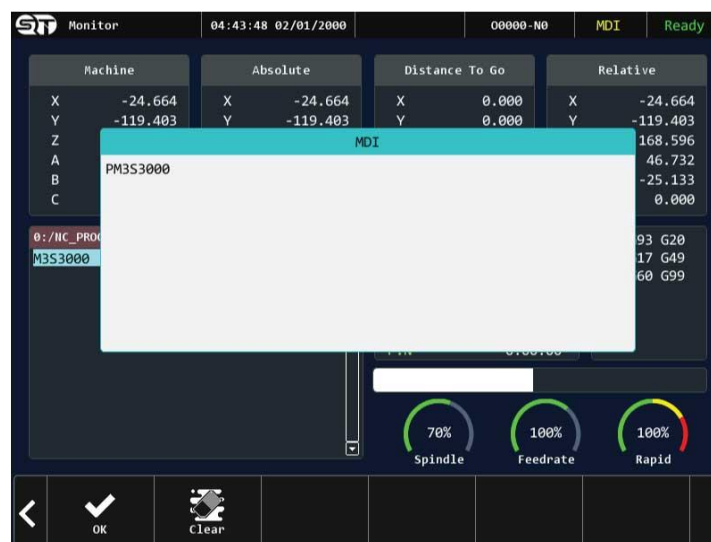 Monitor
04:43:48 02/01/2000
O0000-N0
MDI
Ready
Machine
Absolute
Distance To Go
Relative
X -24.664
X -24.664
X 0.000
X -24.664
Y -119.403
Y -119.403
Y 0.000
Y -119.403
MDI
PM3S3000
Z
168.596
A
46.732
B
-25.133
C
0.000
0:/NC_PRO
M3S3000
93 G20
17 G49
60 G99
70%
Spindle
100%
Feedrate
100%
Rapid
OK
Clear